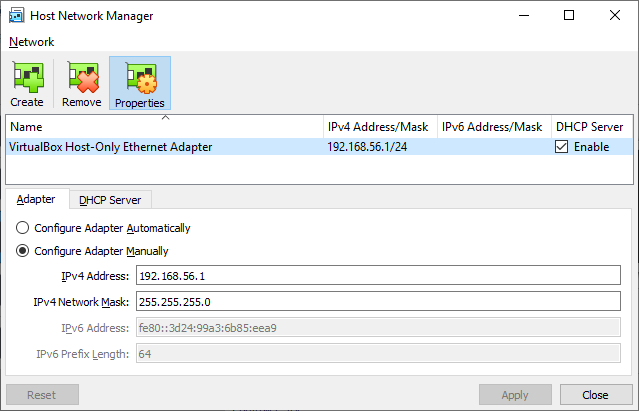 Host Network Manager
Network
Create Remove Properties
Name IPv4 Address/Mask IPv6 Address/Mask DHCP Server
VirtualBox Host-Only Ethernet Adapter 192.168.56.1/24 Enable
Adapter DHCP Server
Configure Adapter Automatically
Configure Adapter Manually
IPv4 Address: 192.168.56.1
IPv4 Network Mask: 255.255.255.0
IPv6 Address: fe80::3d24:99a3:6b85:eea9
IPv6 Prefix Length: 64
Reset Apply Close